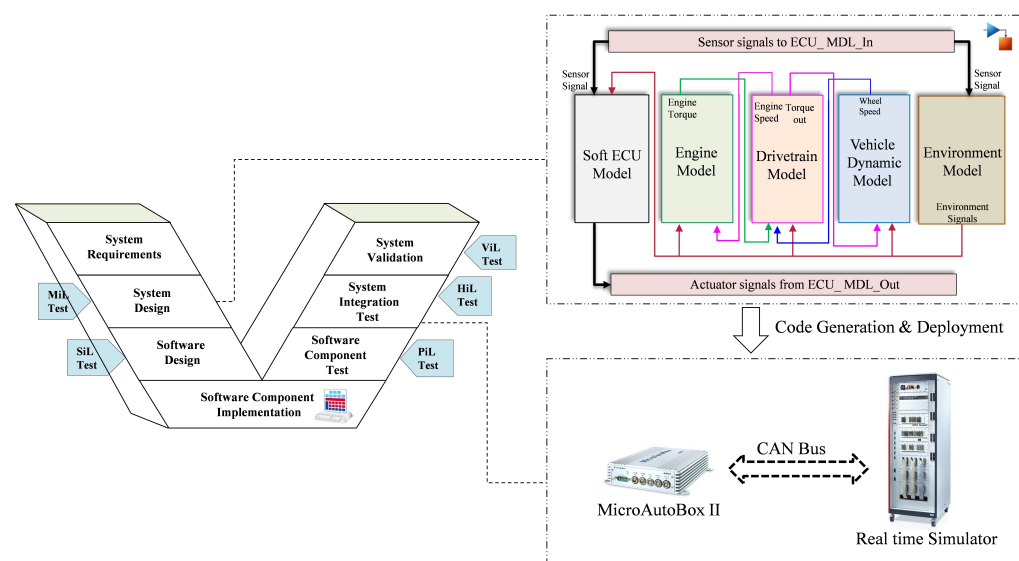 System
Requirements
System
Design
Software
Design
Software Component
Implementation
System
Validation
System
Integration
Test
Software
Component
Test
MiL
Test
SiL
Test
ViL
Test
HiL
Test
PiL
Test
Sensor signals to ECU_ MDL_In
Sensor
Signal
Sensor
Signal
Soft ECU
Model
Engine
Torque
Engine
Model
Engine
Speed
Torque
out
Drivetrain
Model
Wheel
Speed
Vehicle
Dynamic
Model
Environment
Model
Environment
Signals
Actuator signals from ECU_MDL_Out
Code Generation & Deployment
CAN Bus
MicroAutoBox II
Real time Simulator